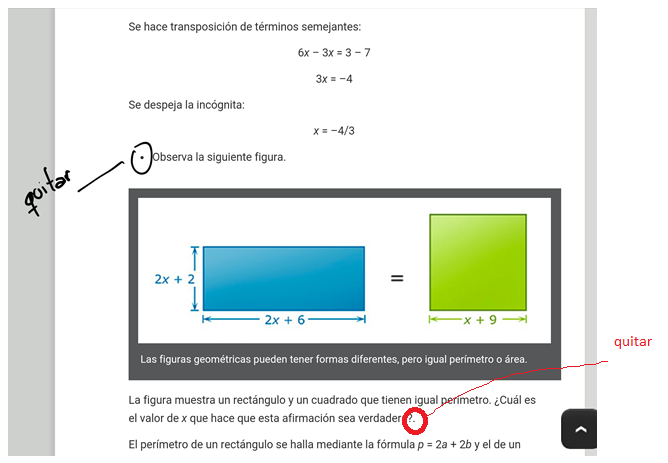 Se hace transposición de términos semejantes:
6x − 3x = 3 − 7
3x = −4
Se despeja la incógnita:
x = −4/3
quitar
• Observa la siguiente figura.
2x + 2
2x + 6
=
x + 9
Las figuras geométricas pueden tener formas diferentes, pero igual perímetro o área.
quitar
La figura muestra un rectángulo y un cuadrado que tienen igual perímetro. ¿Cuál es
el valor de x que hace que esta afirmación sea verdadera?.
El perímetro de un rectángulo se halla mediante la fórmula p = 2a + 2b y el de un